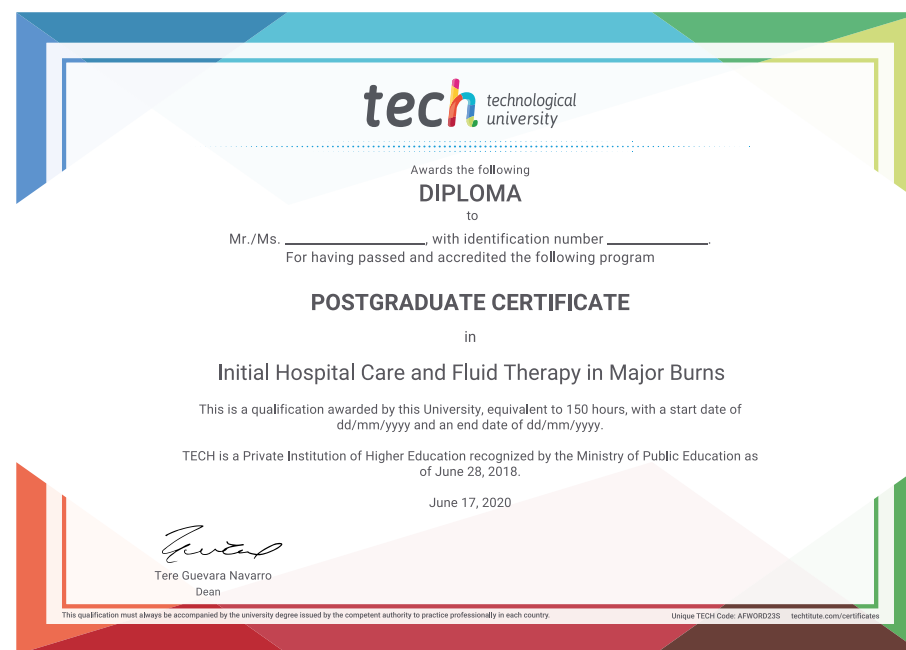 tech technological
university
Awards the following
DIPLOMA
to
Mr./Ms. ________________, with identification number ____________.
For having passed and accredited the following program
POSTGRADUATE CERTIFICATE
in
Initial Hospital Care and Fluid Therapy in Major Burns
This is a qualification awarded by this University, equivalent to 150 hours, with a start date of
dd/mm/yyyy and an end date of dd/mm/yyyy.
TECH is a Private Institution of Higher Education recognized by the Ministry of Public Education as
of June 28, 2018.
June 17, 2020
Tere Guevara Navarro
Dean
This qualification must always be accompanied by the university degree issued by the competent authority to practice professionally in each country.
Unique TECH Code: AFWORD23S techtitute.com/certificates